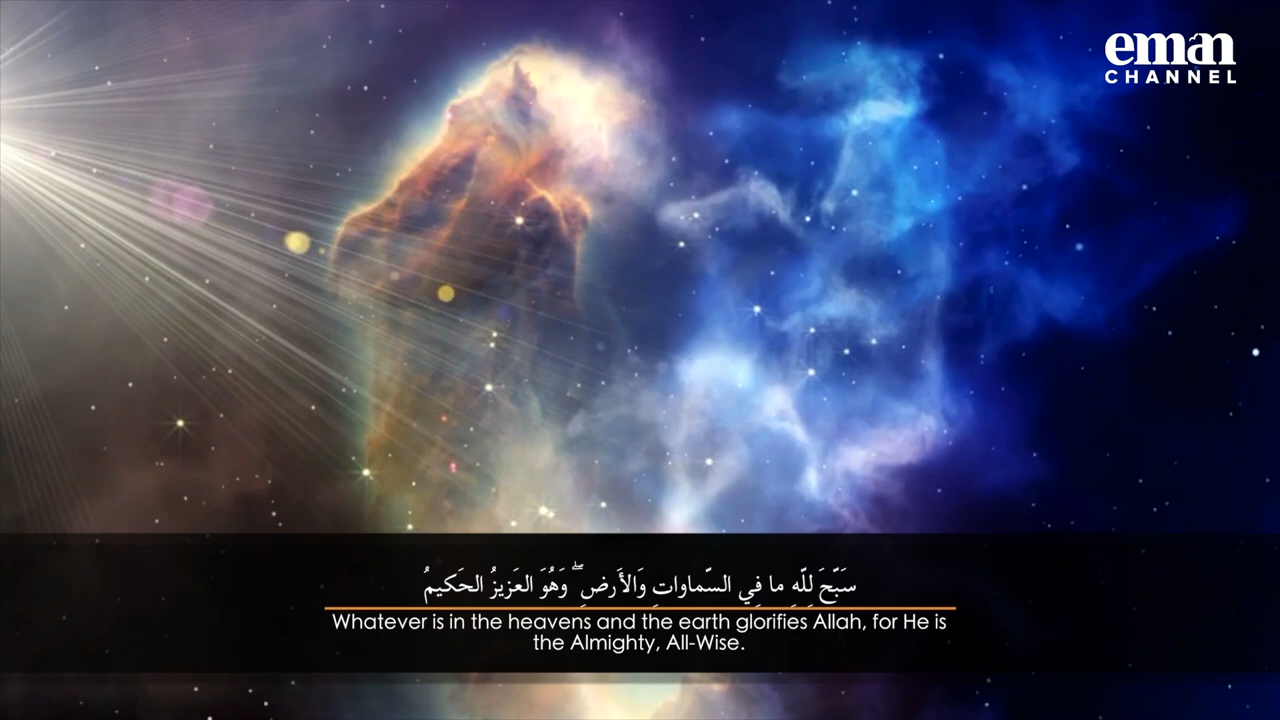 eman
CHANNEL
سَبَّحَ لِلَّهِ ما فِي السَّماواتِ وَالأَرضِ ۖ وَهُوَ العَزيزُ الحَكيمُ
Whatever is in the heavens and the earth glorifies Allah, for He is
the Almighty, All-Wise.